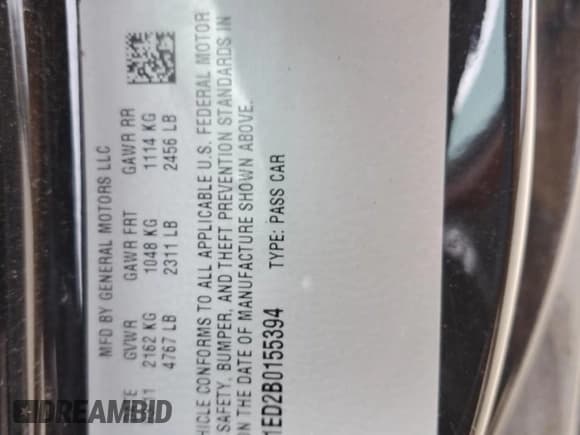 MFD BY GENERAL MOTORS LLC
GVWR GAWR FRT GAWR RR
2162 KG 1048 KG 1114 KG
4767 LB 2311 LB 2456 LB
CONFORMS TO ALL APPLICABLE U.S. FEDERAL MOTOR
SAFETY, BUMPER, AND THEFT PREVENTION STANDARDS IN
ON THE DATE OF MANUFACTURE SHOWN ABOVE.
1ED2B0155394 TYPE: PASS CAR
DREAMBID